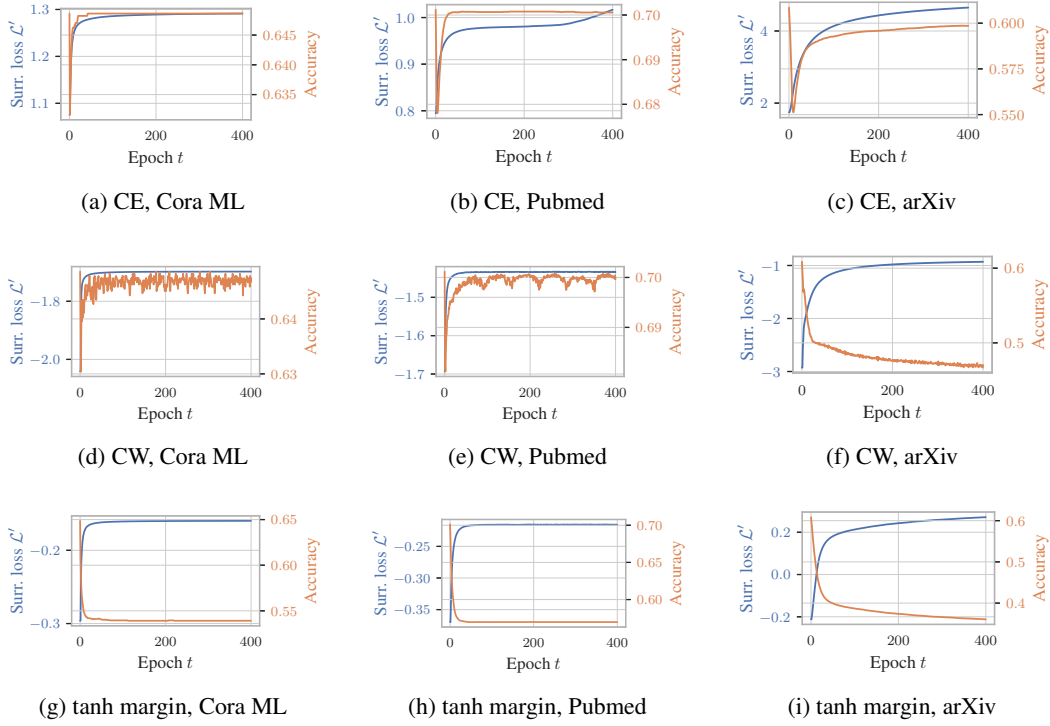 1.3
1.2
1.1
Surr. loss L′
0.645
0.640
0.635
Accuracy
0
200
400
Epoch t
(a) CE, Cora ML
1.0
0.9
0.8
Surr. loss L′
0.70
0.69
0.68
Accuracy
0
200
400
Epoch t
(b) CE, Pubmed
4
2
Surr. loss L′
0.600
0.575
0.550
Accuracy
0
200
400
Epoch t
(c) CE, arXiv
−1.8
−2.0
Surr. loss L′
0.64
0.63
Accuracy
0
200
400
Epoch t
(d) CW, Cora ML
−1.5
−1.6
−1.7
Surr. loss L′
0.70
0.69
Accuracy
0
200
400
Epoch t
(e) CW, Pubmed
−1
−2
−3
Surr. loss L′
0.6
0.5
Accuracy
0
200
400
Epoch t
(f) CW, arXiv
−0.2
−0.3
Surr. loss L′
0.65
0.60
0.55
Accuracy
0
200
400
Epoch t
(g) tanh margin, Cora ML
−0.25
−0.30
−0.35
Surr. loss L′
0.70
0.65
0.60
Accuracy
0
200
400
Epoch t
(h) tanh margin, Pubmed
0.2
0.0
−0.2
Surr. loss L′
0.6
0.4
Accuracy
0
200
400
Epoch t
(i) tanh margin, arXiv